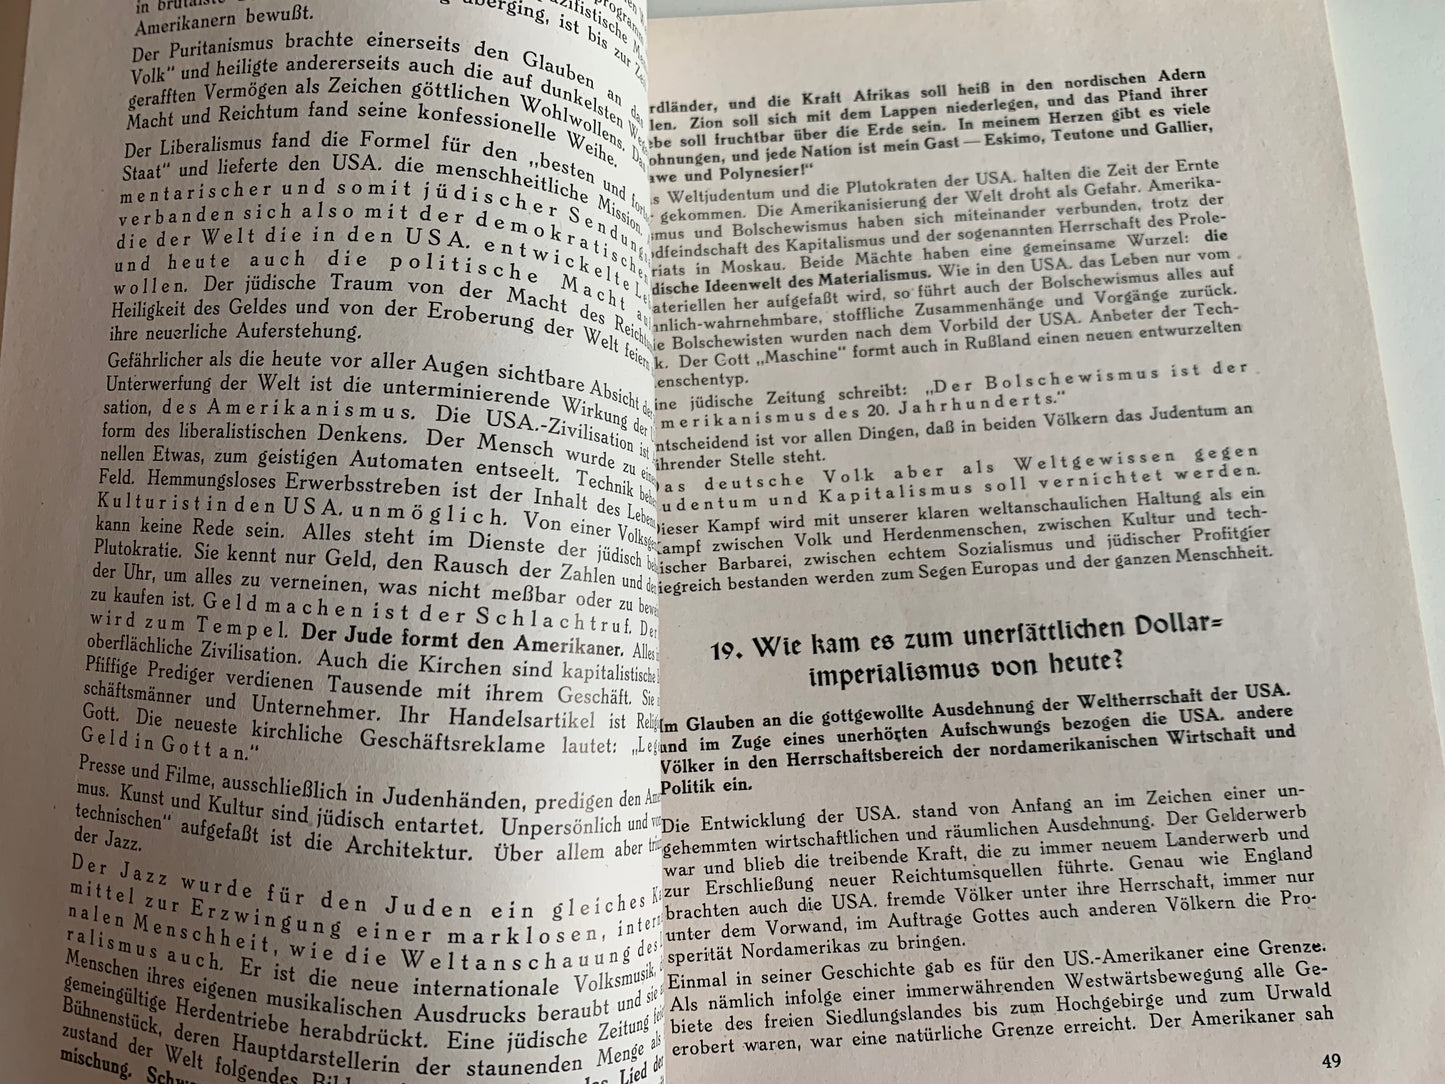 in brutalste
Amerikanern bewußt.
Der Puritanismus brachte einerseits den Glauben an das
Volk“ und heiligte andererseits auch die auf dunkelsten Wege
gerafften Vermögen als Zeichen göttlichen Wohlwollens. Das
Macht und Reichtum fand seine konfessionelle Weihe.
Der Liberalismus fand die Formel für den „besten und
Staat“ und lieferte den USA. die menschheitliche Mission.
mentarischer und somit jüdischer Sendung
verbanden sich also mit der demokratischen
die der Welt die in den USA. entwickelte
und heute auch die politische Macht
wollen. Der jüdische Traum von der Macht des
Heiligkeit des Geldes und von der Eroberung der Welt feiern
ihre neuerliche Auferstehung.
Gefährlicher als die heute vor aller Augen sichtbare Absicht
Unterwerfung der Welt ist die unterminierende Wirkung der
sation, des Amerikanismus. Die USA.-Zivilisation ist
form des liberalistischen Denkens. Der Mensch wurde zu
nellen Etwas, zum geistigen Automaten entseelt. Technik
Feld. Hemmungsloses Erwerbsstreben ist der Inhalt des
Kultur ist in den USA. unmöglich. Von einer
kann keine Rede sein. Alles steht im Dienste der jüdisch
Plutokratie. Sie kennt nur Geld, den Rausch der Zahlen und
der Uhr, um alles zu verneinen, was nicht meßbar oder zu
zu kaufen ist. Geld machen ist der Schlachtruf. Der
wird zum Tempel. Der Jude formt den Amerikaner. Alles
oberflächliche Zivilisation. Auch die Kirchen sind kapitalistische
Pfiffige Prediger verdienen Tausende mit ihrem Geschäft. Sie
schäftsmänner und Unternehmer. Ihr Handelsartikel ist
Gott. Die neueste kirchliche Geschäftsreklame lautet:
Geld in Gott an.“
Presse und Filme, ausschließlich in Judenhänden, predigen den
mus. Kunst und Kultur sind jüdisch entartet. Unpersönlich und
technischen“ aufgefaßt ist die Architektur. Über allem aber
der Jazz.
Der Jazz wurde für den Juden ein gleiches
mittel zur Erzwingung einer marklosen,
nalen Menschheit, wie die Weltanschauung des
ralismus auch. Er ist die neue internationale Volksmusik,
Menschen ihres eigenen musikalischen Ausdrucks beraubt und sie
gemeingültige Herdentriebe herabdrückt. Eine jüdische Zeitung
Bühnenstück, deren Hauptdarstellerin der staunenden Menge als
zustand der Welt folgendes Lied der
mischung.
rdländer, und die Kraft Afrikas soll heiß in den nordischen Adern
len. Zion soll sich mit dem Lappen niederlegen, und das Pfand ihrer
ebe soll fruchtbar über die Erde sein. In meinem Herzen gibt es viele
ohnungen, und jede Nation ist mein Gast — Eskimo, Teutone und Gallier,
awe und Polynesier!“
s Weltjudentum und die Plutokraten der USA. halten die Zeit der Ernte
gekommen. Die Amerikanisierung der Welt droht als Gefahr. Amerika-
smus und Bolschewismus haben sich miteinander verbunden, trotz der
dfeindschaft des Kapitalismus und der sogenannten Herrschaft des Prole-
riats in Moskau. Beide Mächte haben eine gemeinsame Wurzel: die
dische Ideenwelt des Materialismus. Wie in den USA. das Leben nur vom
ateriellen her aufgefaßt wird, so führt auch der Bolschewismus alles auf
nnlich-wahrnehmbare, stoffliche Zusammenhänge und Vorgänge zurück.
ie Bolschewisten wurden nach dem Vorbild der USA. Anbeter der Tech-
k. Der Gott „Maschine“ formt auch in Rußland einen neuen entwurzelten
enschentyp.
ine jüdische Zeitung schreibt: „Der Bolschewismus ist der
merikanismus des 20. Jahrhunderts.“
ntscheidend ist vor allen Dingen, daß in beiden Völkern das Judentum an
ihrender Stelle steht.
Das deutsche Volk aber als Weltgewissen gegen
udentum und Kapitalismus soll vernichtet werden.
Dieser Kampf wird mit unserer klaren weltanschaulichen Haltung als ein
Kampf zwischen Volk und Herdenmenschen, zwischen Kultur und tech-
ischer Barbarei, zwischen echtem Sozialismus und jüdischer Profitgier
iegreich bestanden werden zum Segen Europas und der ganzen Menschheit.
19. Wie kam es zum unersättlichen Dollar-
imperialismus von heute?
Im Glauben an die gottgewollte Ausdehnung der Weltherrschaft der USA.
und im Zuge eines unerhörten Aufschwungs bezogen die USA. andere
Völker in den Herrschaftsbereich der nordamerikanischen Wirtschaft und
Politik ein.
Die Entwicklung der USA. stand von Anfang an im Zeichen einer un-
gehemmten wirtschaftlichen und räumlichen Ausdehnung. Der Gelderwerb
war und blieb die treibende Kraft, die zu immer neuem Landerwerb und
zur Erschließung neuer Reichtumsquellen führte. Genau wie England
brachten auch die USA. fremde Völker unter ihre Herrschaft, immer nur
unter dem Vorwand, im Auftrage Gottes auch anderen Völkern die Pro-
sperität Nordamerikas zu bringen.
Einmal in seiner Geschichte gab es für den US.-Amerikaner eine Grenze.
Als nämlich infolge einer immerwährenden Westwärtsbewegung alle Ge-
biete des freien Siedlungslandes bis zum Hochgebirge und zum Urwald
erobert waren, war eine natürliche Grenze erreicht. Der Amerikaner sah
49